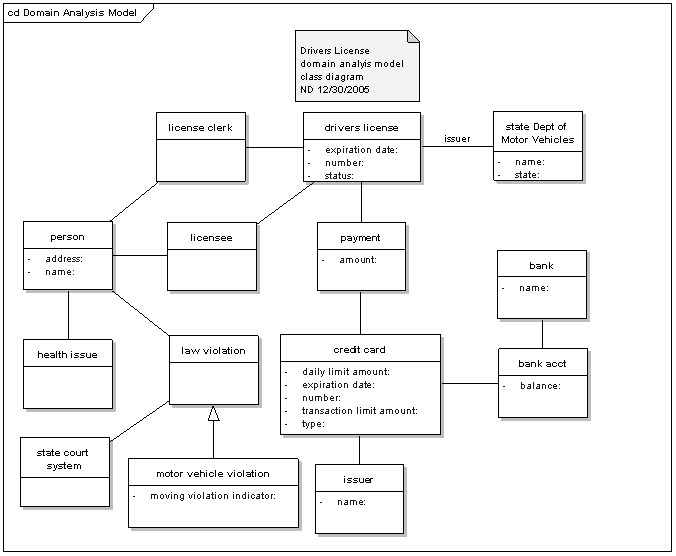 cd Domain Analysis Model
Drivers License
domain analyis model
class diagram
ND 12/30/2005
license clerk
drivers license
- expiration date:
- number:
- status:
issuer
state Dept of
Motor Vehicles
- name:
- state:
person
- address:
- name:
licensee
payment
- amount:
bank
- name:
health issue
law violation
credit card
- daily limit amount:
- expiration date:
- number:
- transaction limit amount:
- type:
bank acct
- balance:
state court
system
motor vehicle violation
- moving violation indicator:
issuer
- name: